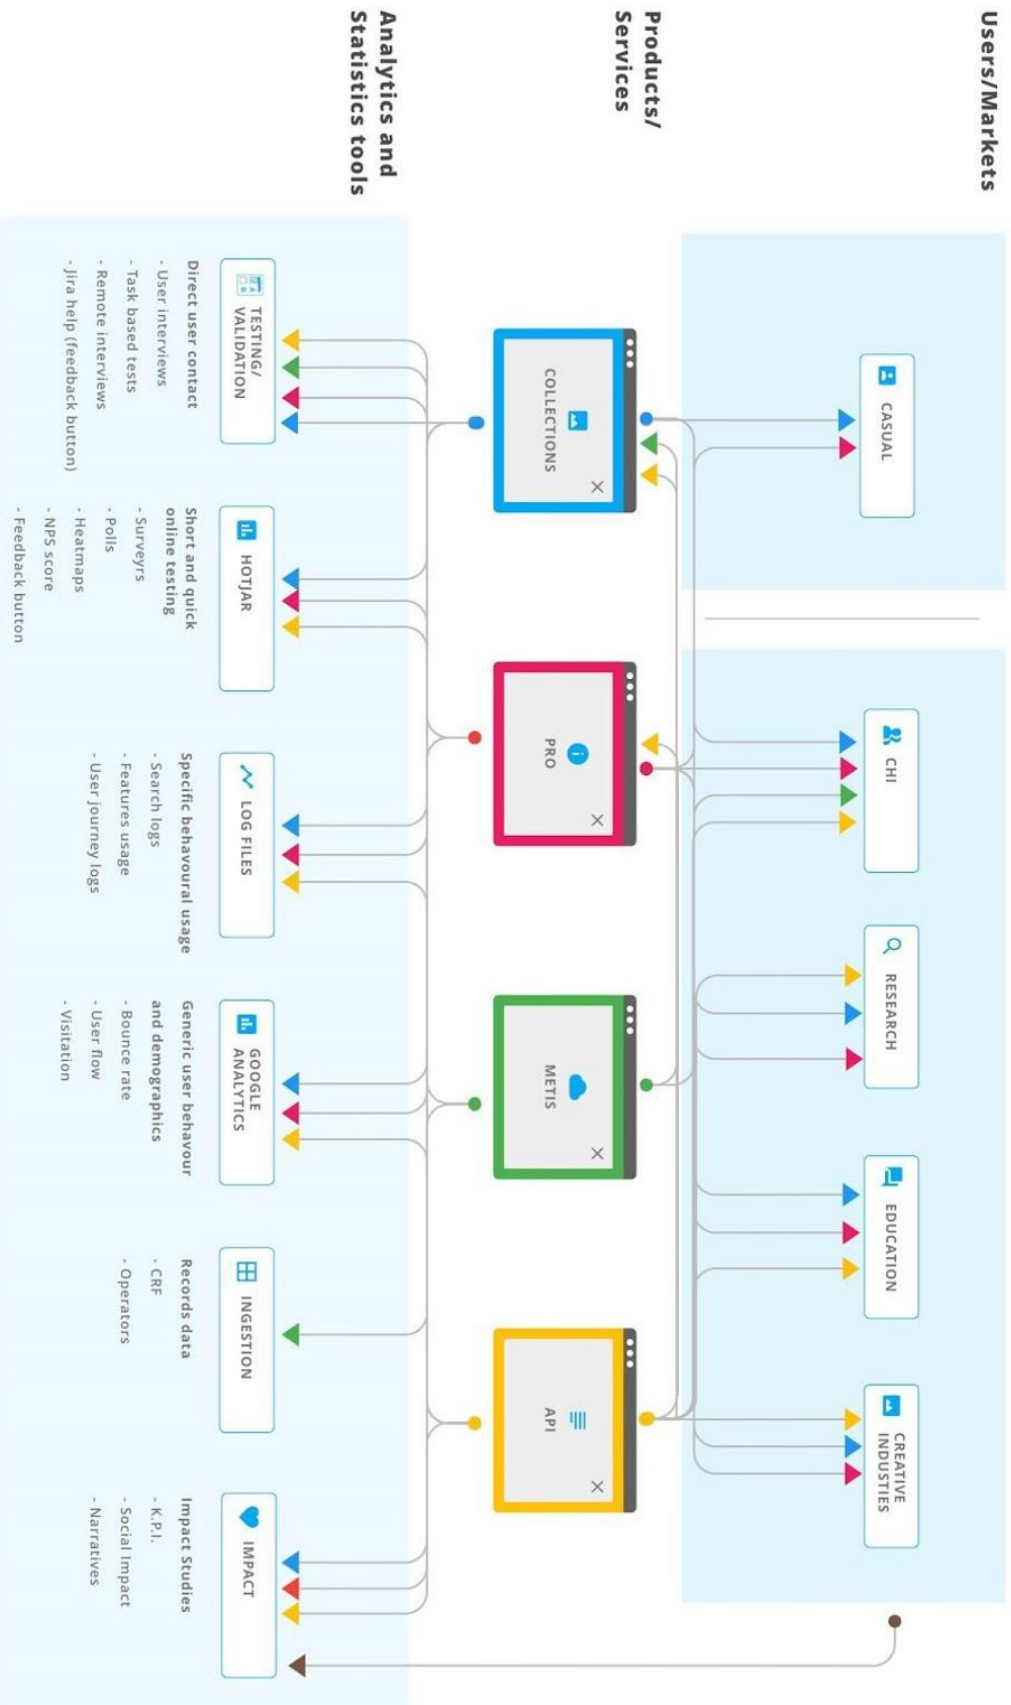 Users/Markets
CASUAL
CHI
RESEARCH
EDUCATION
CREATIVE
INDUSTIES
Products/
Services
COLLECTIONS
PRO
METIS
API
Analytics and
Statistics tools
TESTING/
VALIDATION
Direct user contact
- User interviews
- Task based tests
- Remote interviews
- Jira help (feedback button)
HOTJAR
Short and quick
online testing
- Surveyrs
- Polls
- Heatmaps
- NPS score
- Feedback button
LOG FILES
Specific behavoural usage
- Search logs
- Features usage
- User journey logs
GOOGLE
ANALYTICS
Generic user behavour
and demographics
- Bounce rate
- User flow
- Visitation
INGESTION
Records data
- CRF
- Operators
IMPACT
Impact Studies
- K.P.I.
- Social Impact
- Narratives